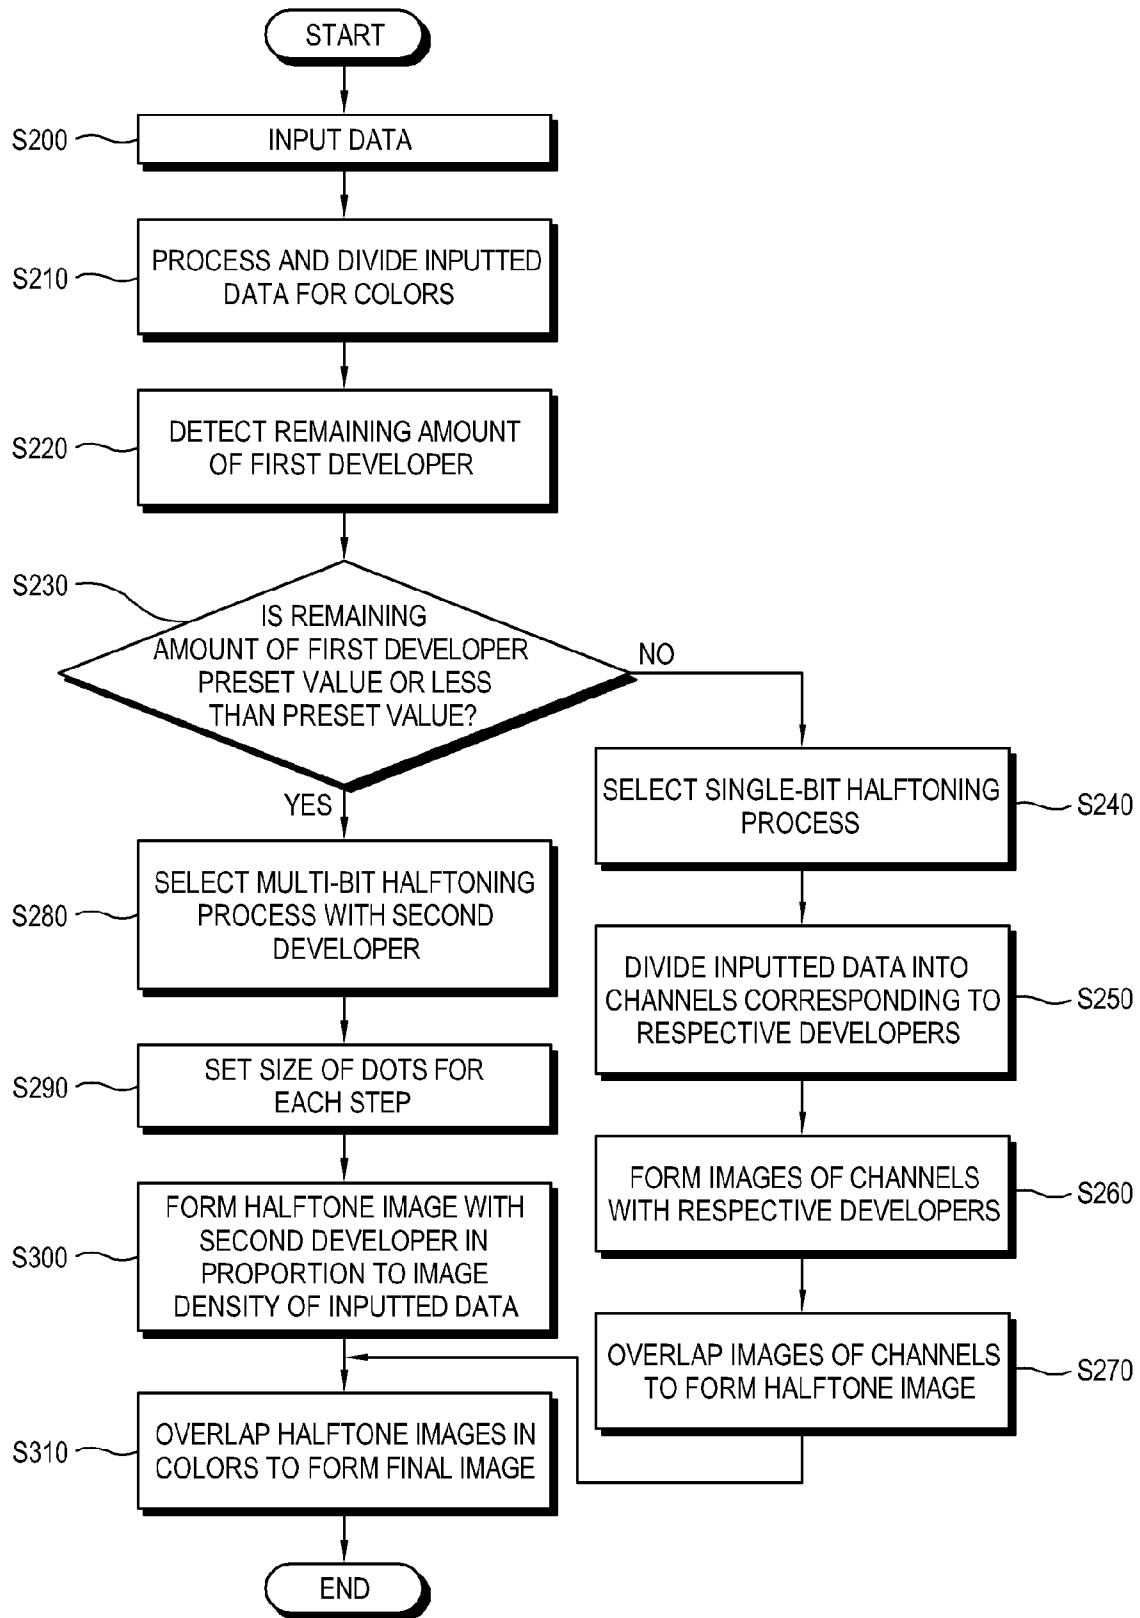 START
S200
INPUT DATA
S210
PROCESS AND DIVIDE INPUTTED
DATA FOR COLORS
S220
DETECT REMAINING AMOUNT
OF FIRST DEVELOPER
S230
IS REMAINING
AMOUNT OF FIRST DEVELOPER
PRESET VALUE OR LESS
THAN PRESET VALUE?
NO
YES
SELECT SINGLE-BIT HALFTONING
PROCESS
S240
DIVIDE INPUTTED DATA INTO
CHANNELS CORRESPONDING TO
RESPECTIVE DEVELOPERS
S250
FORM IMAGES OF CHANNELS
WITH RESPECTIVE DEVELOPERS
S260
OVERLAP IMAGES OF CHANNELS
TO FORM HALFTONE IMAGE
S270
S280
SELECT MULTI-BIT HALFTONING
PROCESS WITH SECOND
DEVELOPER
S290
SET SIZE OF DOTS FOR
EACH STEP
S300
FORM HALFTONE IMAGE WITH
SECOND DEVELOPER IN
PROPORTION TO IMAGE
DENSITY OF INPUTTED DATA
S310
OVERLAP HALFTONE IMAGES IN
COLORS TO FORM FINAL IMAGE
END